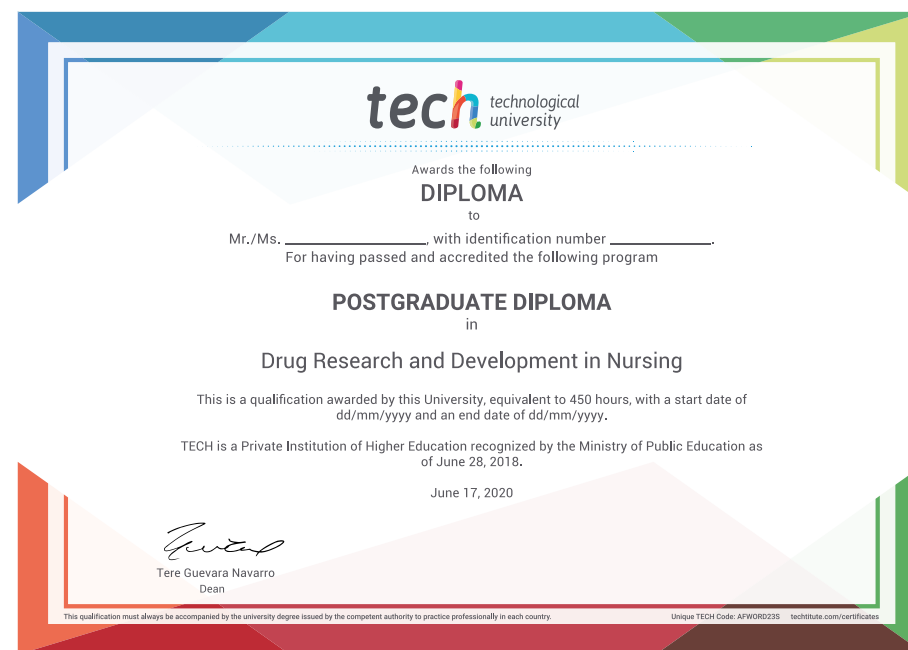 tech technological
university
Awards the following
DIPLOMA
to
Mr./Ms. ______________, with identification number __________.
For having passed and accredited the following program
POSTGRADUATE DIPLOMA
in
Drug Research and Development in Nursing
This is a qualification awarded by this University, equivalent to 450 hours, with a start date of
dd/mm/yyyy and an end date of dd/mm/yyyy.
TECH is a Private Institution of Higher Education recognized by the Ministry of Public Education as
of June 28, 2018.
June 17, 2020
Tere Guevara Navarro
Dean
This qualification must always be accompanied by the university degree issued by the competent authority to practice professionally in each country. Unique TECH Code: AFWORD23S techtitute.com/certificates